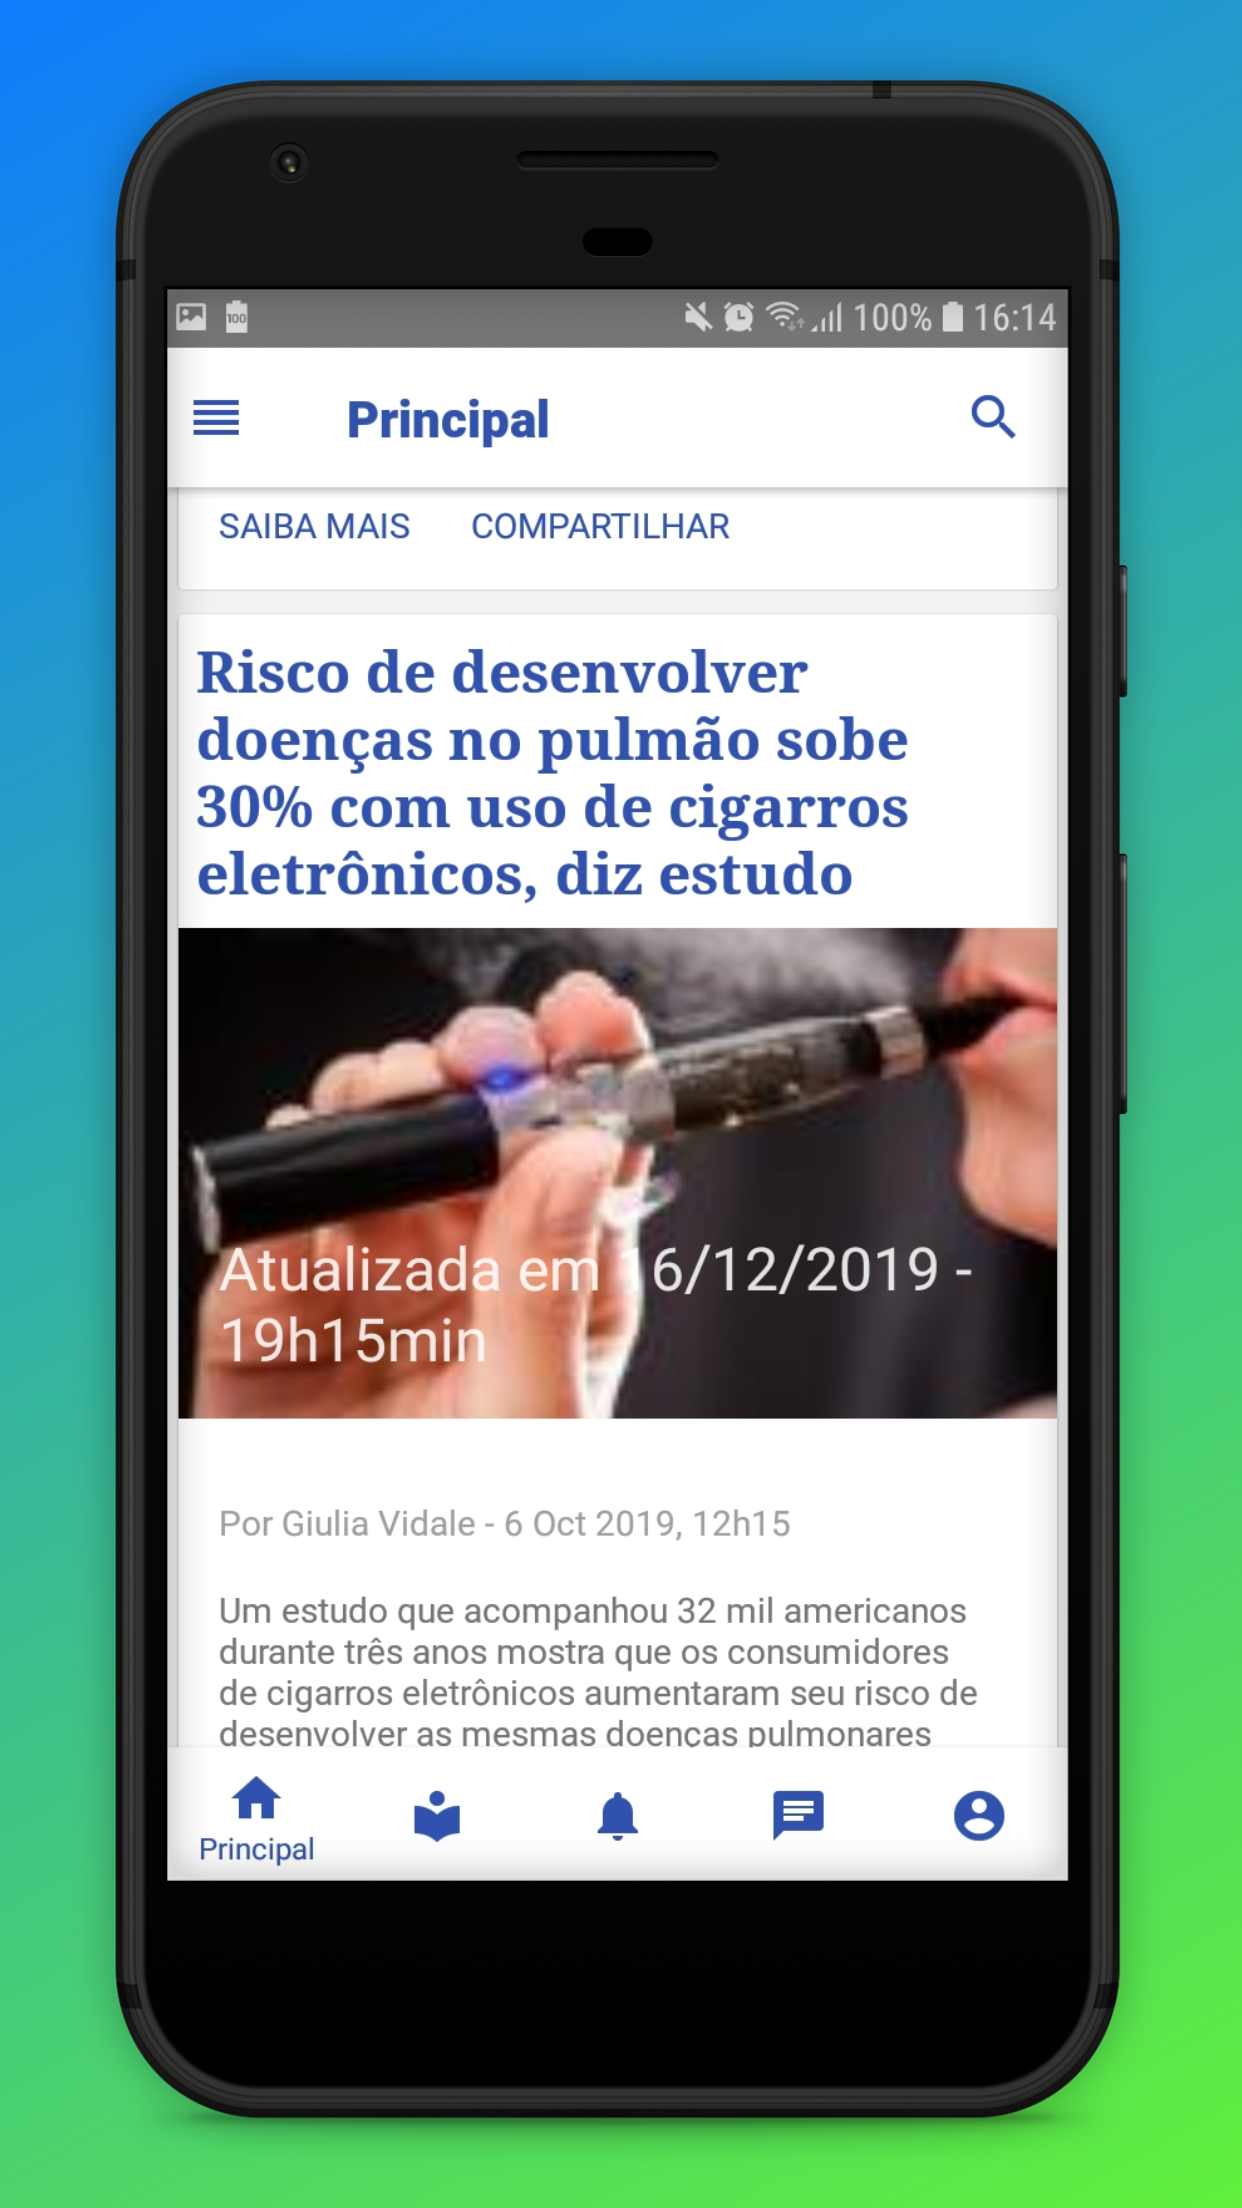 100
100% 16:14
Principal
SAIBA MAIS COMPARTILHAR
Risco de desenvolver
doenças no pulmão sobe
30% com uso de cigarros
eletrônicos, diz estudo
Atualizada em 16/12/2019 -
19h15min
Por Giulia Vidale - 6 Oct 2019, 12h15
Um estudo que acompanhou 32 mil americanos
durante três anos mostra que os consumidores
de cigarros eletrônicos aumentaram seu risco de
desenvolver as mesmas doenças pulmonares
Principal